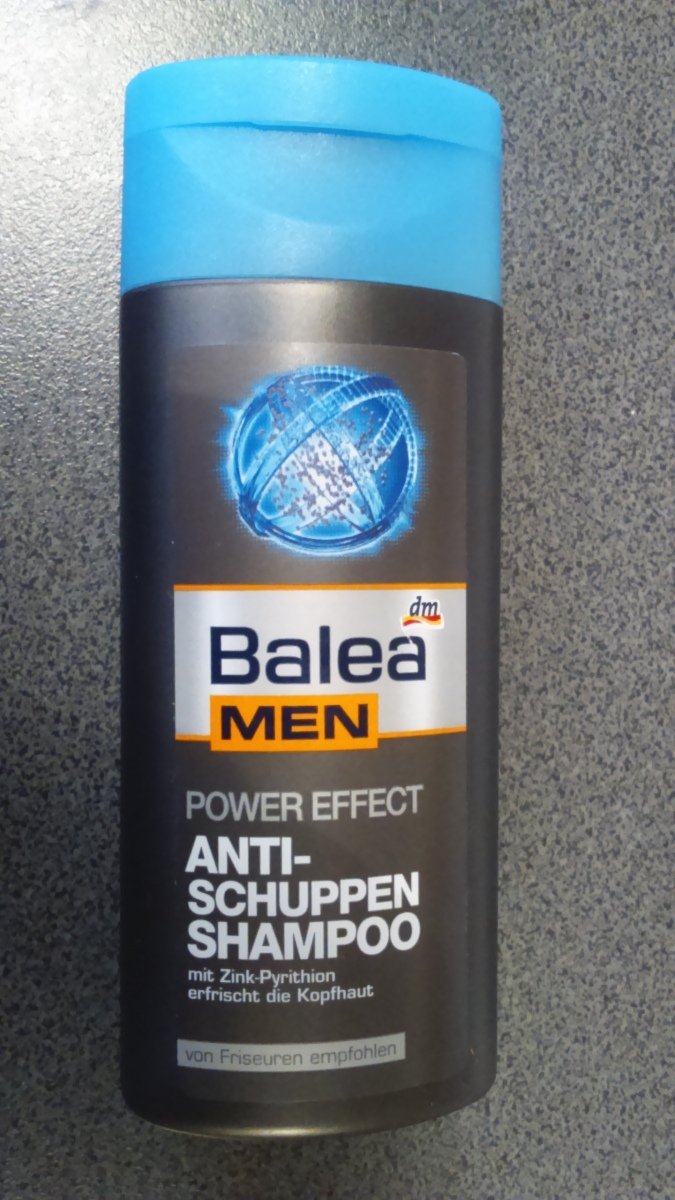 dm
Balea
MEN
POWER EFFECT
ANTI-
SCHUPPEN
SHAMPOO
mit Zink-Pyrithion
erfrischt die Kopfhaut
von Friseuren empfohlen